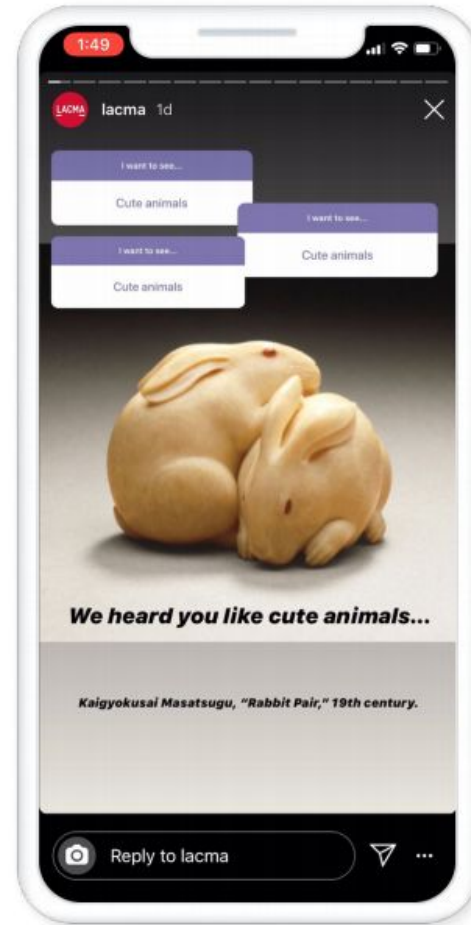 1:49
LACMA lacma 1d
I want to see...
Cute animals
I want to see...
Cute animals
I want to see...
Cute animals
We heard you like cute animals...
Kaigyokusai Masatsugu, “Rabbit Pair,” 19th century.
Reply to lacma